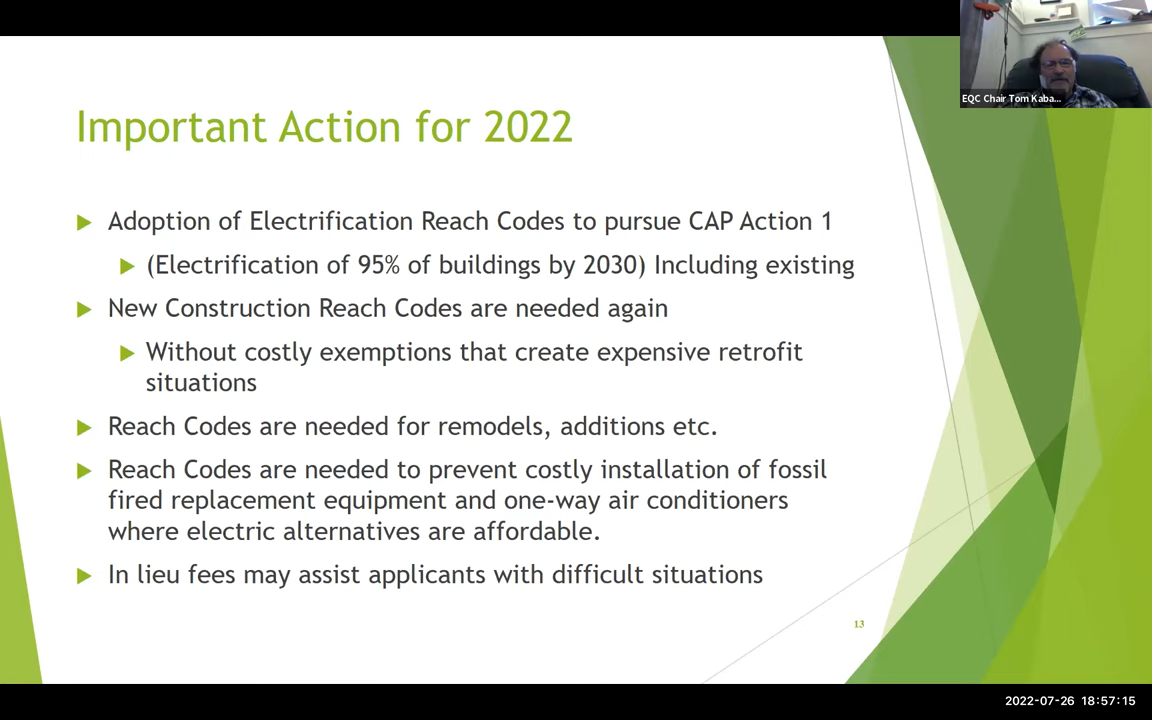 EQC Chair Tom Kaba...
Important Action for 2022
Adoption of Electrification Reach Codes to pursue CAP Action 1
(Electrification of 95% of buildings by 2030) Including existing
New Construction Reach Codes are needed again
Without costly exemptions that create expensive retrofit
situations
Reach Codes are needed for remodels, additions etc.
Reach Codes are needed to prevent costly installation of fossil
fired replacement equipment and one-way air conditioners
where electric alternatives are affordable.
In lieu fees may assist applicants with difficult situations
13
2022-07-26 18:57:15